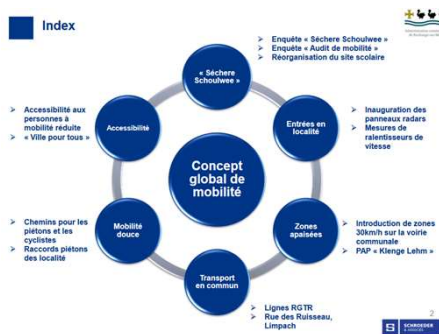 Index
➢ Enquête « Séchere Schoulwee »
➢ Enquête « Audit de mobilité »
➢ Réorganisation du site scolaire
« Séchere
Schoulwee »
➢ Accessibilité aux
personnes à
mobilité réduite
➢ « Ville pour tous »
Accessibilité
Entrées en
localité
➢ Inauguration des
panneaux radars
➢ Mesures de
ralentisseurs de
vitesse
Concept
global de
mobilité
➢ Chemins pour les
piétons et les
cyclistes
➢ Raccords piétons
des localité
Mobilité
douce
Zones
apaisées
➢ Introduction de zones
30km/h sur la voirie
communale
➢ PAP « Klenge Lehm »
Transport
en commun
➢ Lignes RGTR
➢ Rue des Ruisseau,
Limpach
2
S SCHROEDER
& ASSOCIÉS